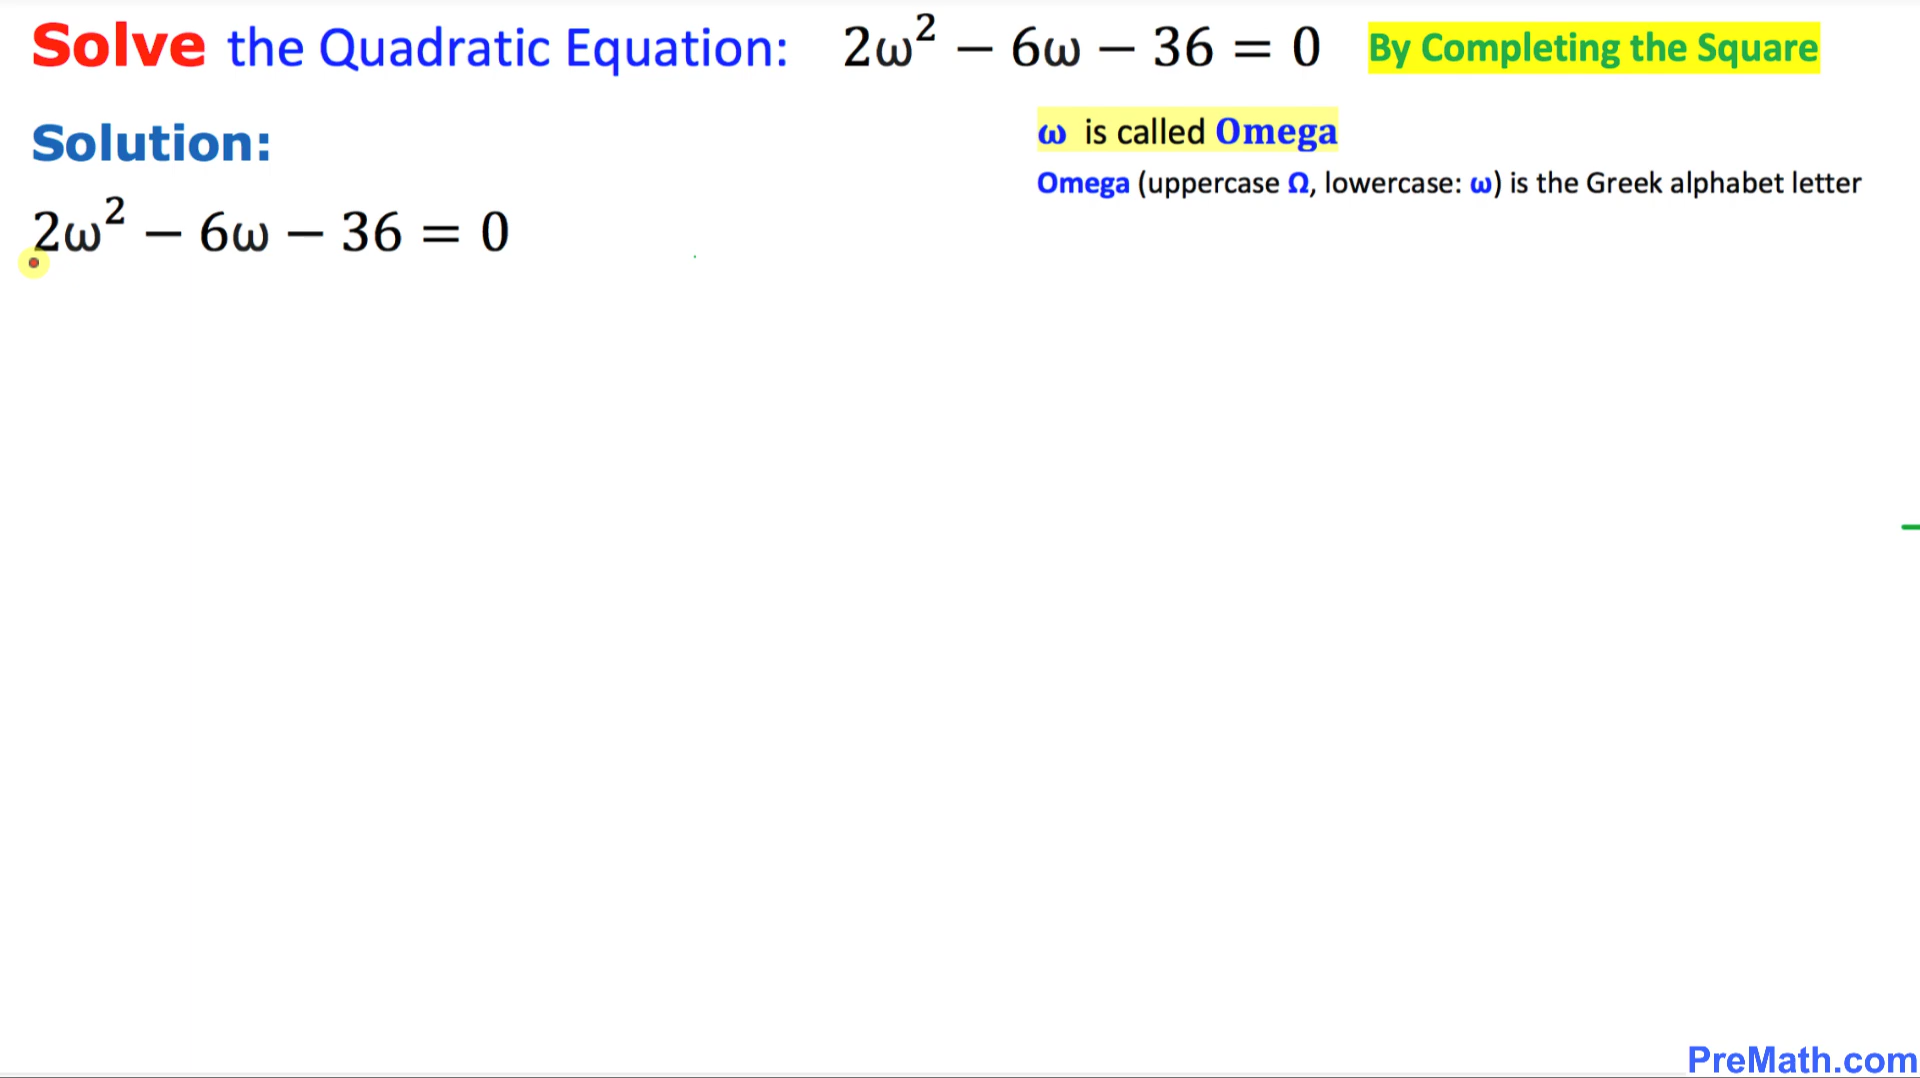 Solve the Quadratic Equation: 2ω² − 6ω − 36 = 0 By Completing the Square
Solution:
ω is called Omega
Omega (uppercase Ω, lowercase: ω) is the Greek alphabet letter
2ω² − 6ω − 36 = 0
PreMath.com